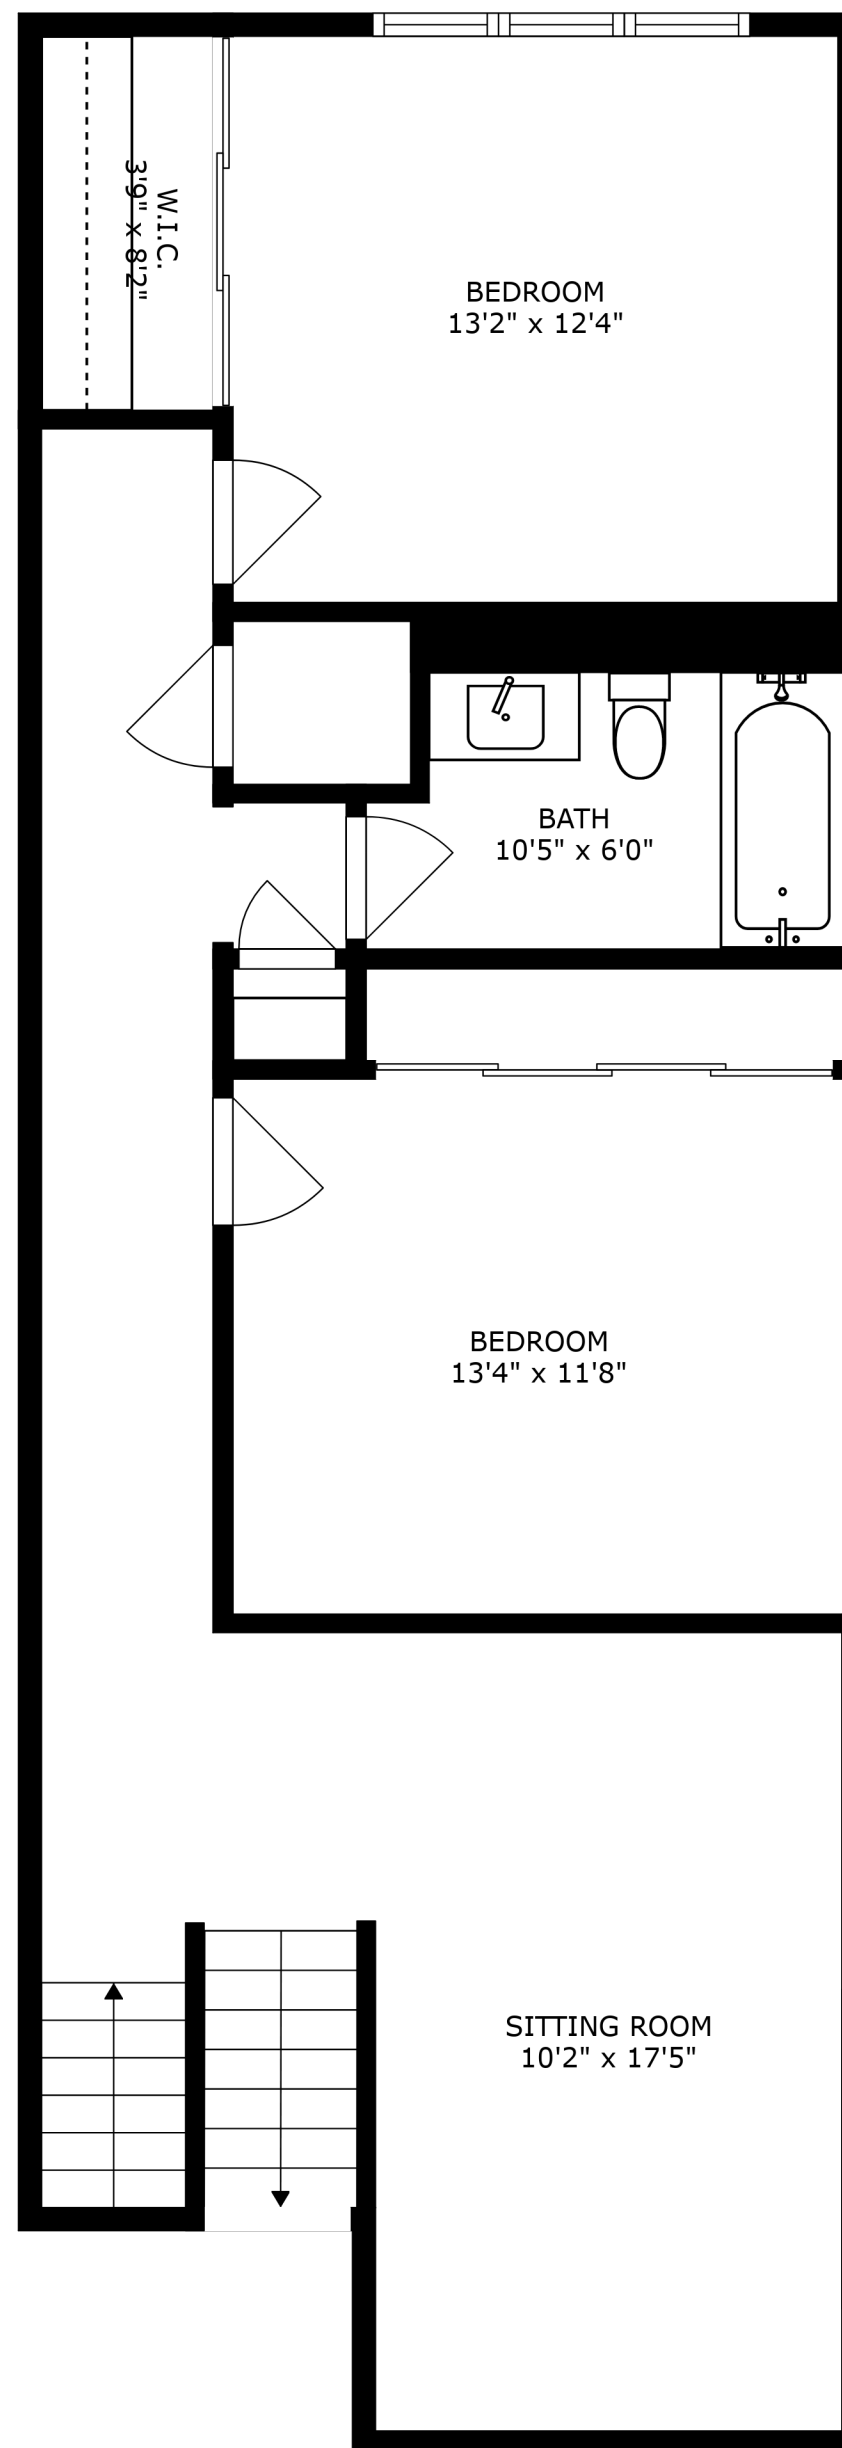 W.I.C.
3'9" x 8'2"
BEDROOM
13'2" x 12'4"
BATH
10'5" x 6'0"
BEDROOM
13'4" x 11'8"
SITTING ROOM
10'2" x 17'5"